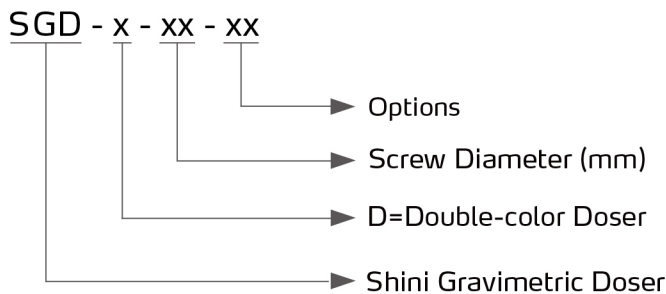 SGD - x - xx - xx
Options
Screw Diameter (mm)
D=Double-color Doser
Shini Gravimetric Doser